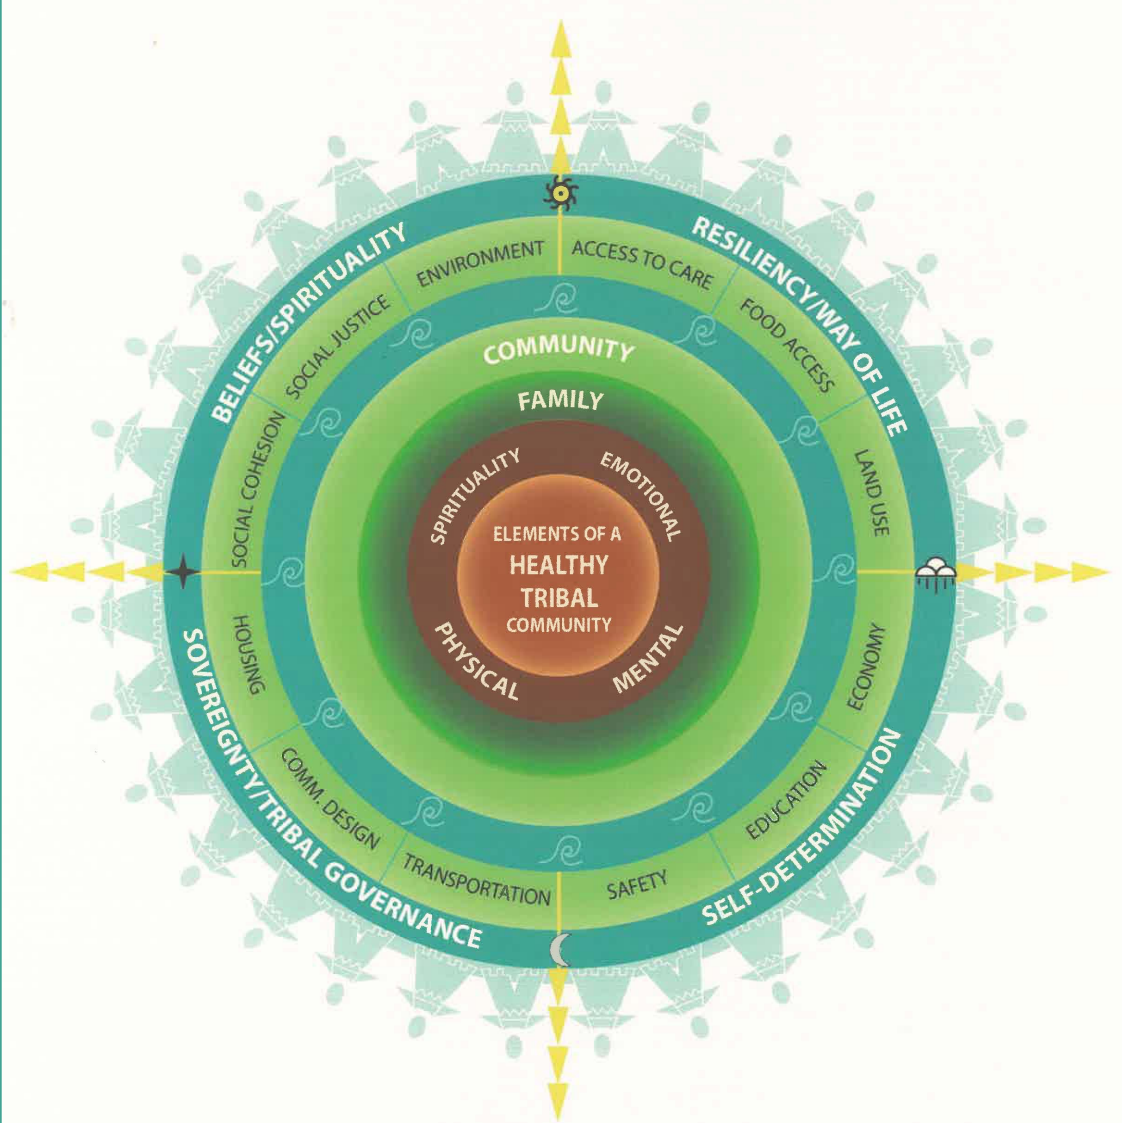 BELIEFS/SPIRITUALITY
RESILIENCY/WAY OF LIFE
SELF-DETERMINATION
SOVEREIGNTY/TRIBAL GOVERNANCE
ENVIRONMENT
ACCESS TO CARE
FOOD ACCESS
LAND USE
ECONOMY
EDUCATION
SAFETY
TRANSPORTATION
COMM. DESIGN
HOUSING
SOCIAL COHESION
SOCIAL JUSTICE
COMMUNITY
FAMILY
SPIRITUALITY
EMOTIONAL
MENTAL
PHYSICAL
ELEMENTS OF A
HEALTHY
TRIBAL
COMMUNITY